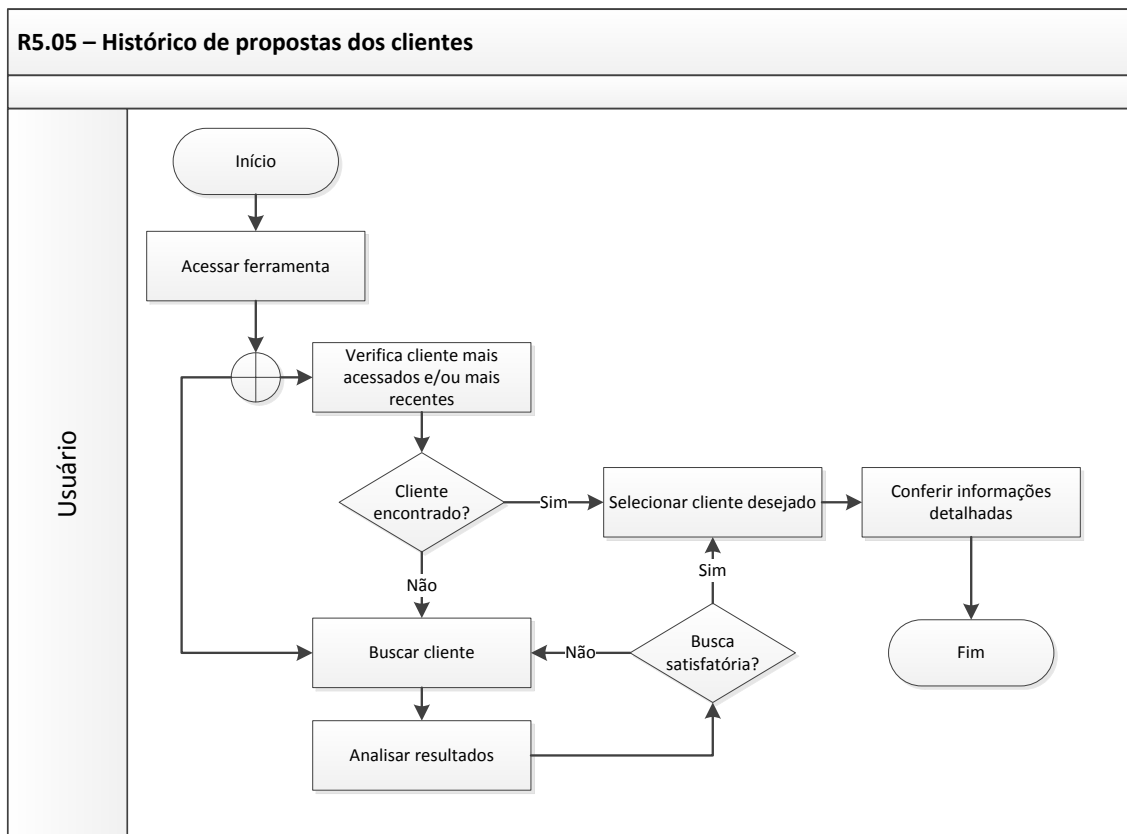 R5.05 – Histórico de propostas dos clientes
Usuário
Início
Acessar ferramenta
Verifica cliente mais
acessados e/ou mais
recentes
Cliente
encontrado?
Sim
Selecionar cliente desejado
Conferir informações
detalhadas
Não
Sim
Buscar cliente
Não
Busca
satisfatória?
Fim
Analisar resultados